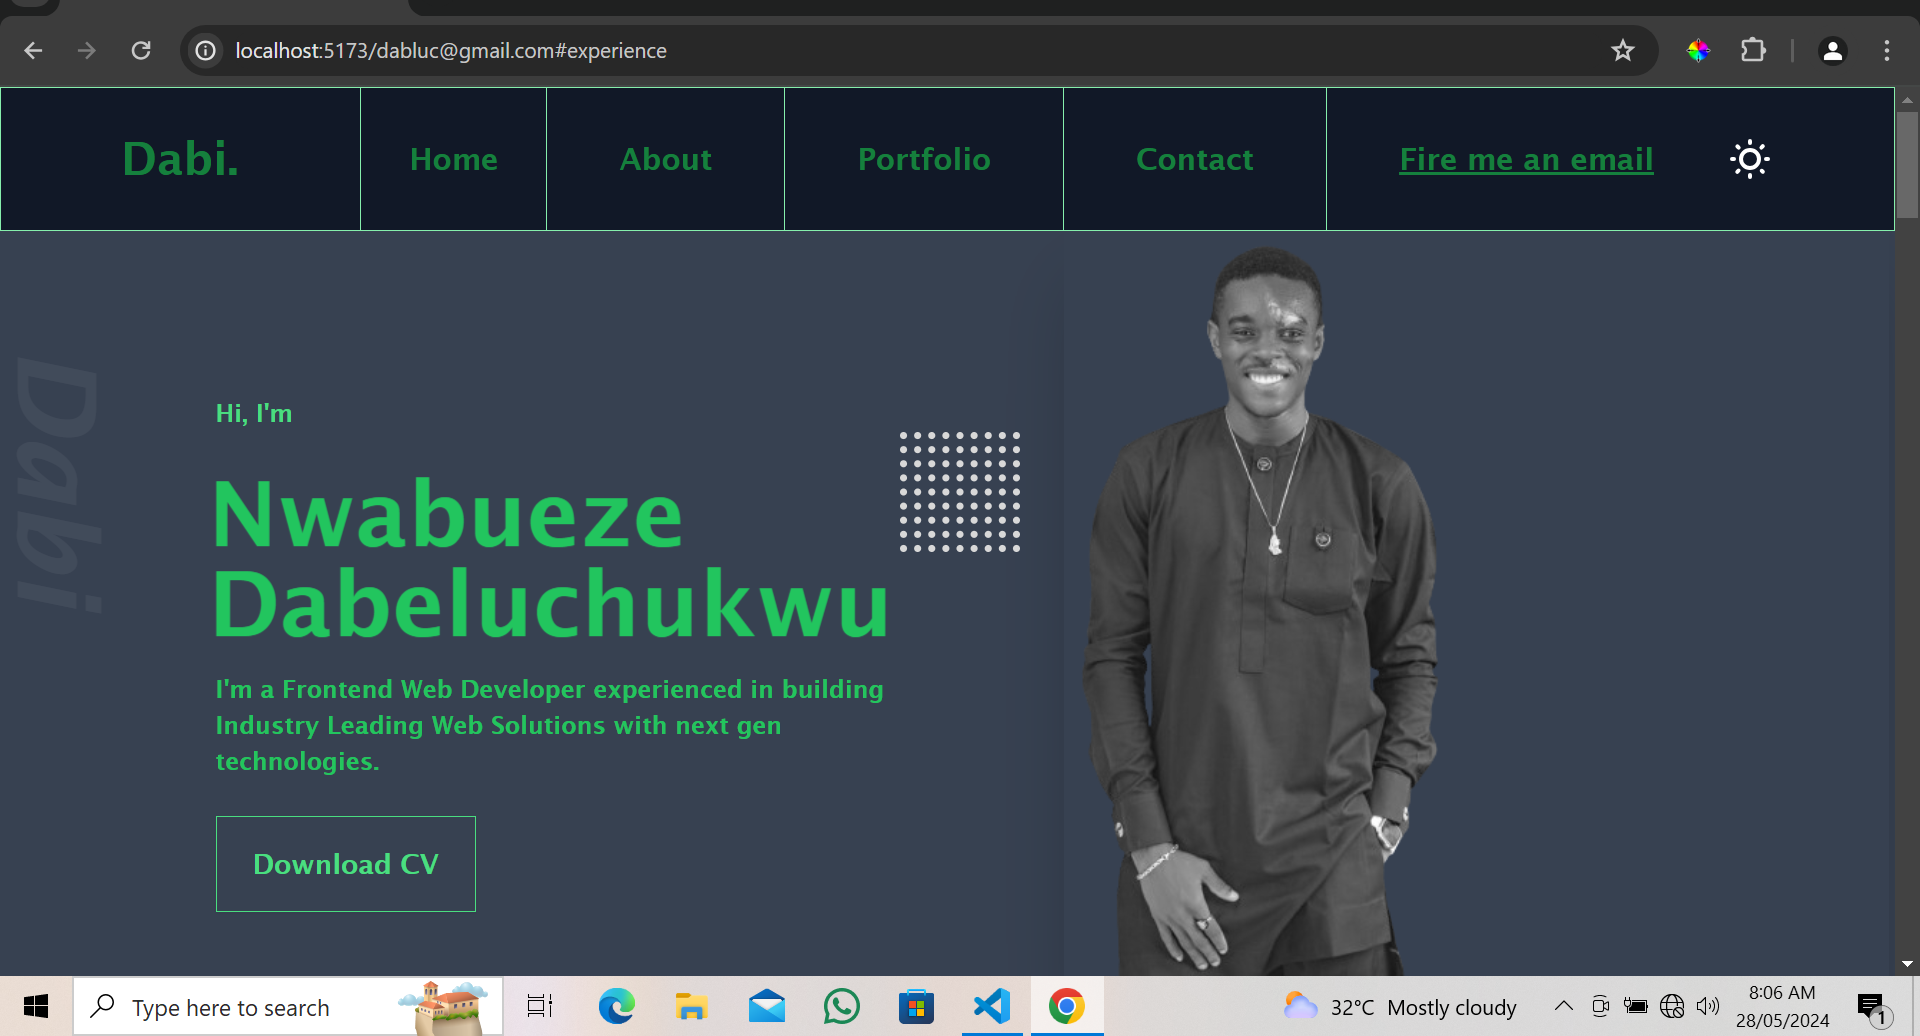 localhost:5173/dabluc@gmail.com#experience
Dabi.
Home
About
Portfolio
Contact
Fire me an email
Dabi
Hi, I'm
Nwabueze
Dabeluchukwu
I'm a Frontend Web Developer experienced in building
Industry Leading Web Solutions with next gen
technologies.
Download CV
Type here to search
32°C Mostly cloudy
8:06 AM
28/05/2024
1